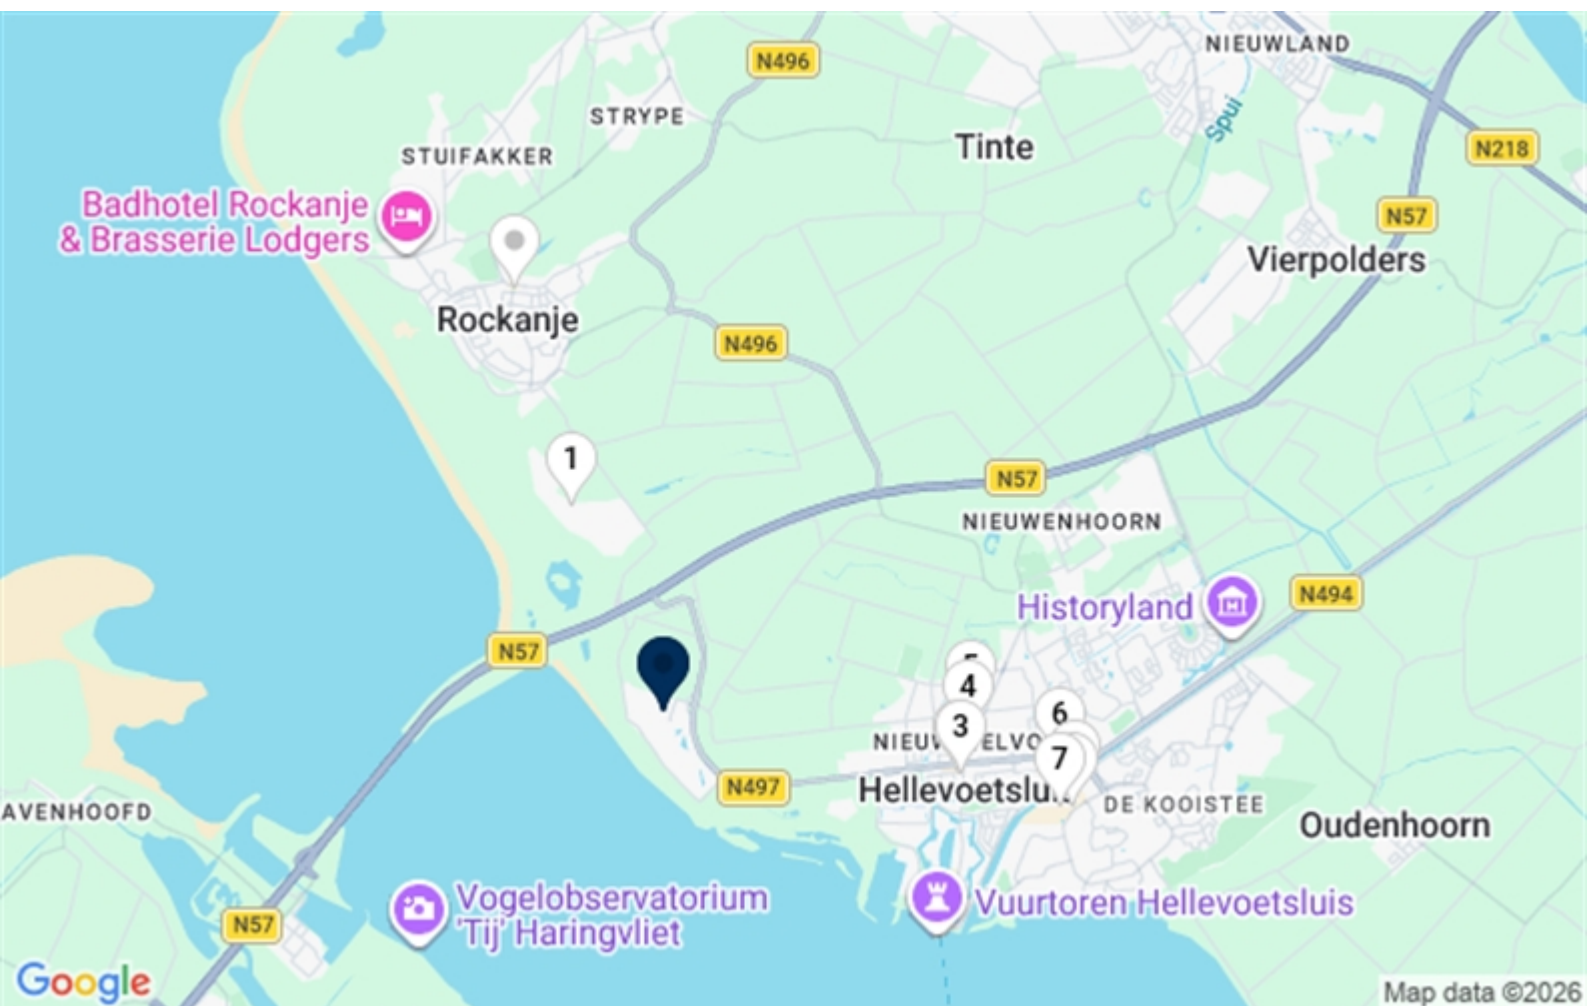 NIEUWLAND
N496
STRYPE
Spui
STUIFAKKER
Tinte
N218
Badhotel Rockanje
& Brasserie Lodgers
N57
Vierpolders
Rockanje
N496
1
N57
NIEUWENHOORN
Historyland
N494
N57
5
4
6
3
7
N497
Hellevoetslui
DE KOOISTEE
AVENHOOFD
Oudenhoorn
Vogelobservatorium
'Tij' Haringvliet
Vuurtoren Hellevoetsluis
N57
Google
Map data ©2026